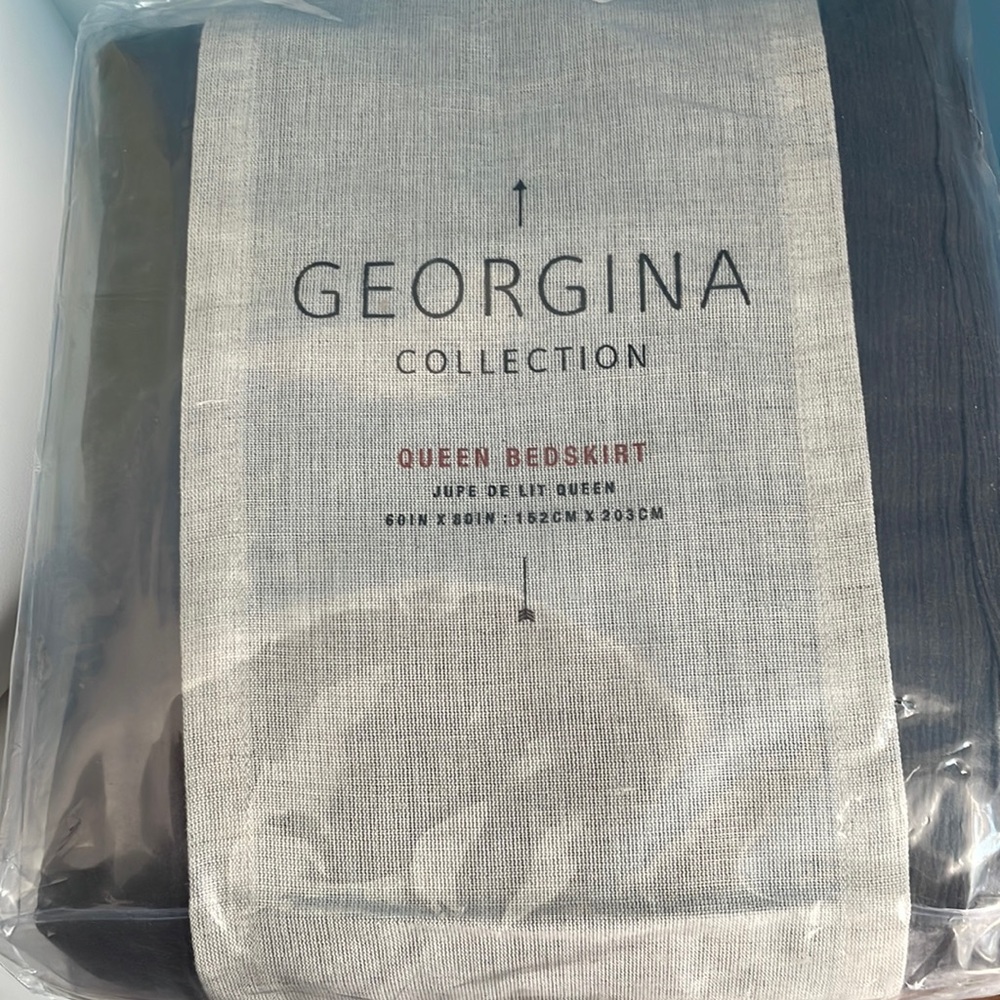 GEORGINA
COLLECTION
QUEEN BEDSKIRT
JUPE DE LIT QUEEN
60IN X 80IN : 152CM X 203CM